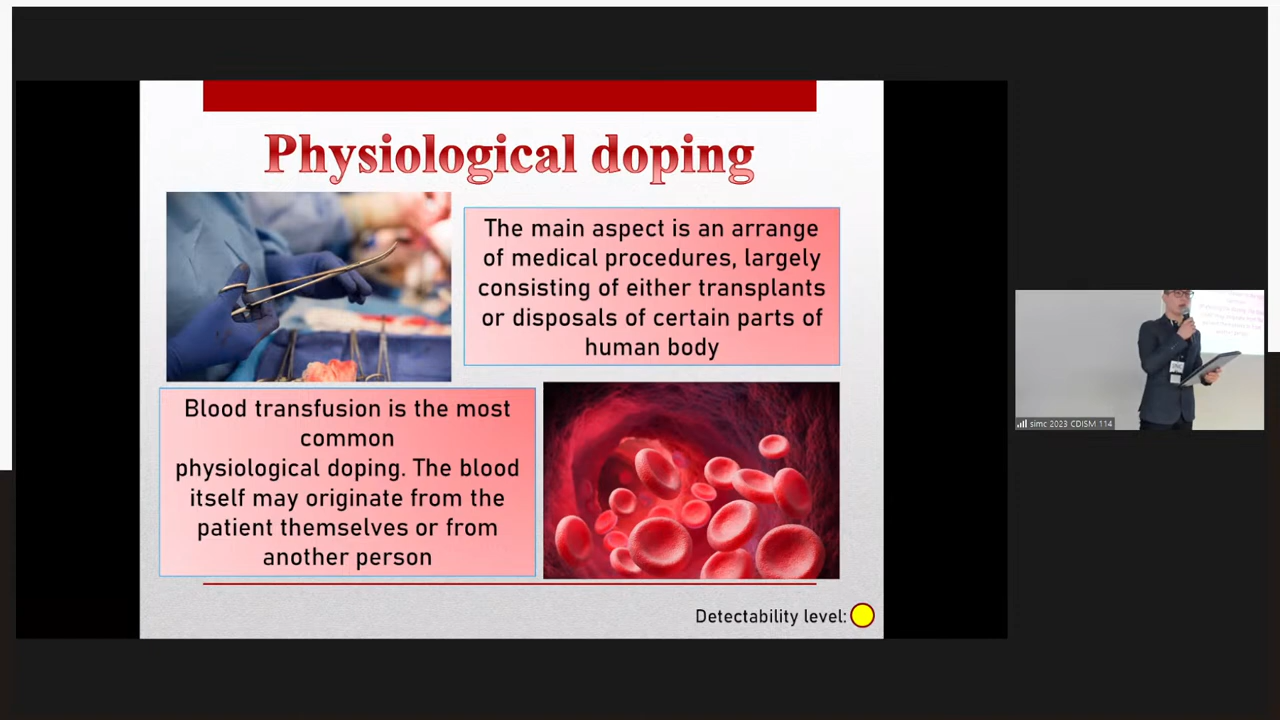 Physiological doping
The main aspect is an arrange
of medical procedures, largely
consisting of either transplants
or disposals of certain parts of
human body
Blood transfusion is the most
common
physiological doping. The blood
itself may originate from the
patient themselves or from
another person
Detectability level:
simc 2023 CDISM 114